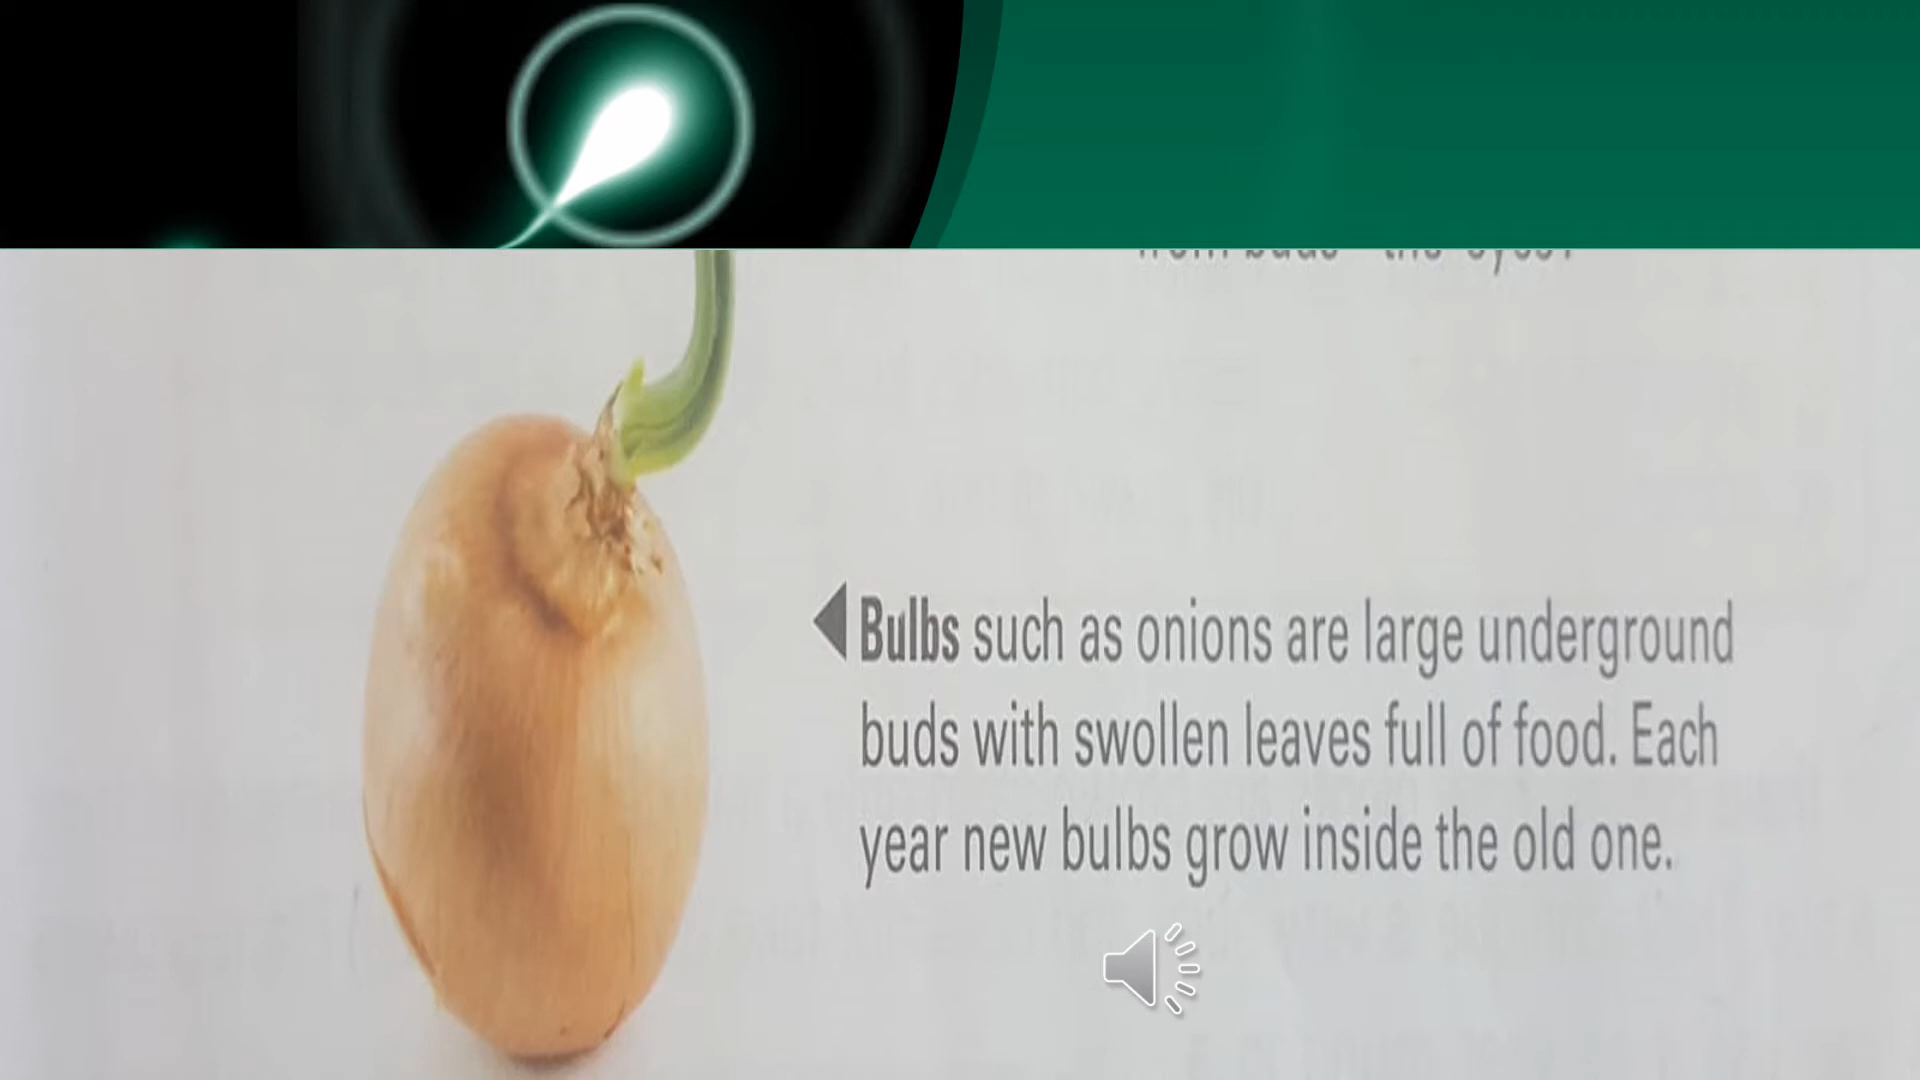 Bulbs such as onions are large underground
buds with swollen leaves full of food. Each
year new bulbs grow inside the old one.